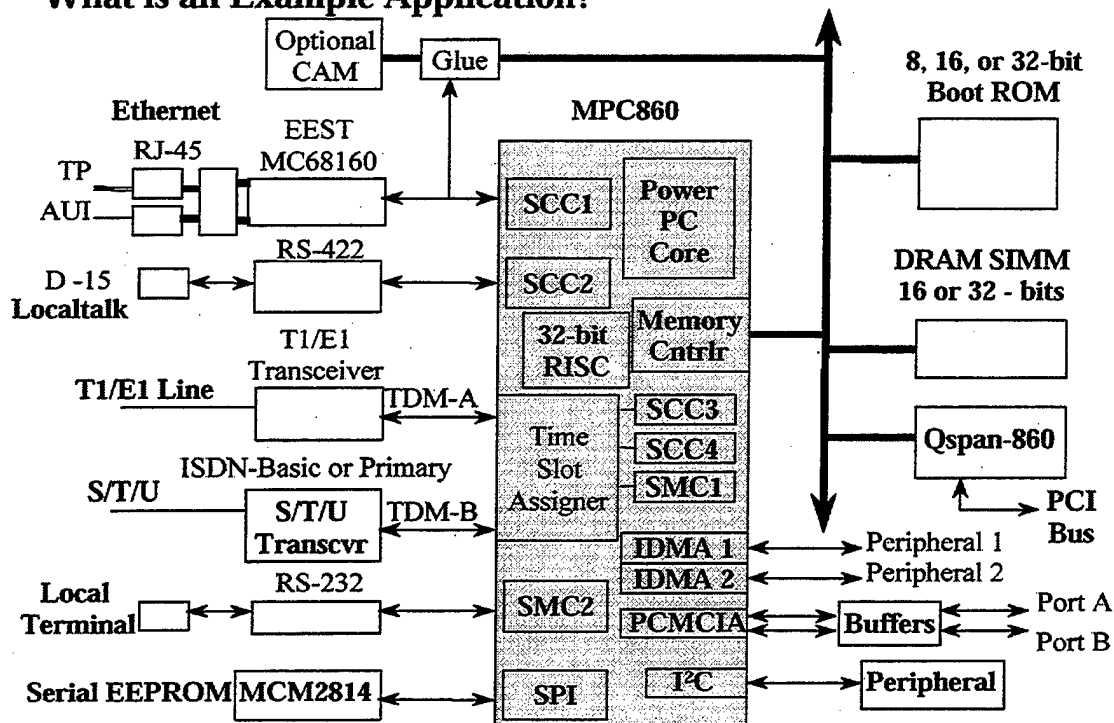 What is an Example Application?
Optional
CAM
Glue
8, 16, or 32-bit
Boot ROM
Ethernet
EEST
MC68160
MPC860
RJ-45
TP
AUI
SCC1
Power
PC
Core
RS-422
D -15
Localtalk
SCC2
DRAM SIMM
16 or 32 - bits
32-bit
RISC
Memory
Cntrlr
T1/E1
Transceiver
T1/E1 Line
TDM-A
Time
Slot
Assigner
SCC3
SCC4
SMC1
Qspan-860
PCI
Bus
ISDN-Basic or Primary
S/T/U
S/T/U
Transcvr
TDM-B
IDMA 1
Peripheral 1
IDMA 2
Peripheral 2
RS-232
Local
Terminal
SMC2
PCMCIA
Buffers
Port A
Port B
Serial EEPROM
MCM2814
SPI
I²C
Peripheral